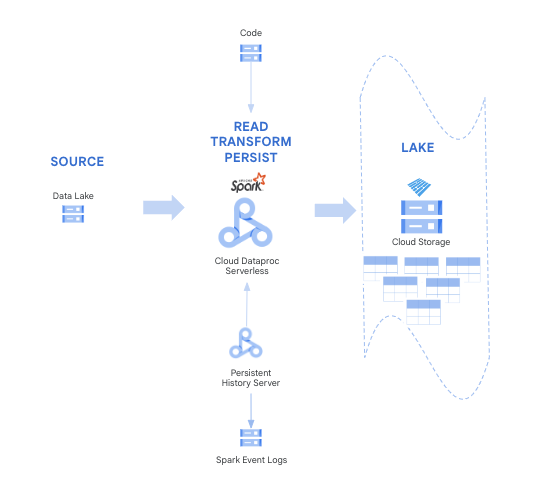 Code
READ
TRANSFORM
PERSIST
SOURCE
LAKE
APACHE
Spark
Data Lake
Cloud Storage
Cloud Dataproc
Serverless
Persistent
History Server
Spark Event Logs